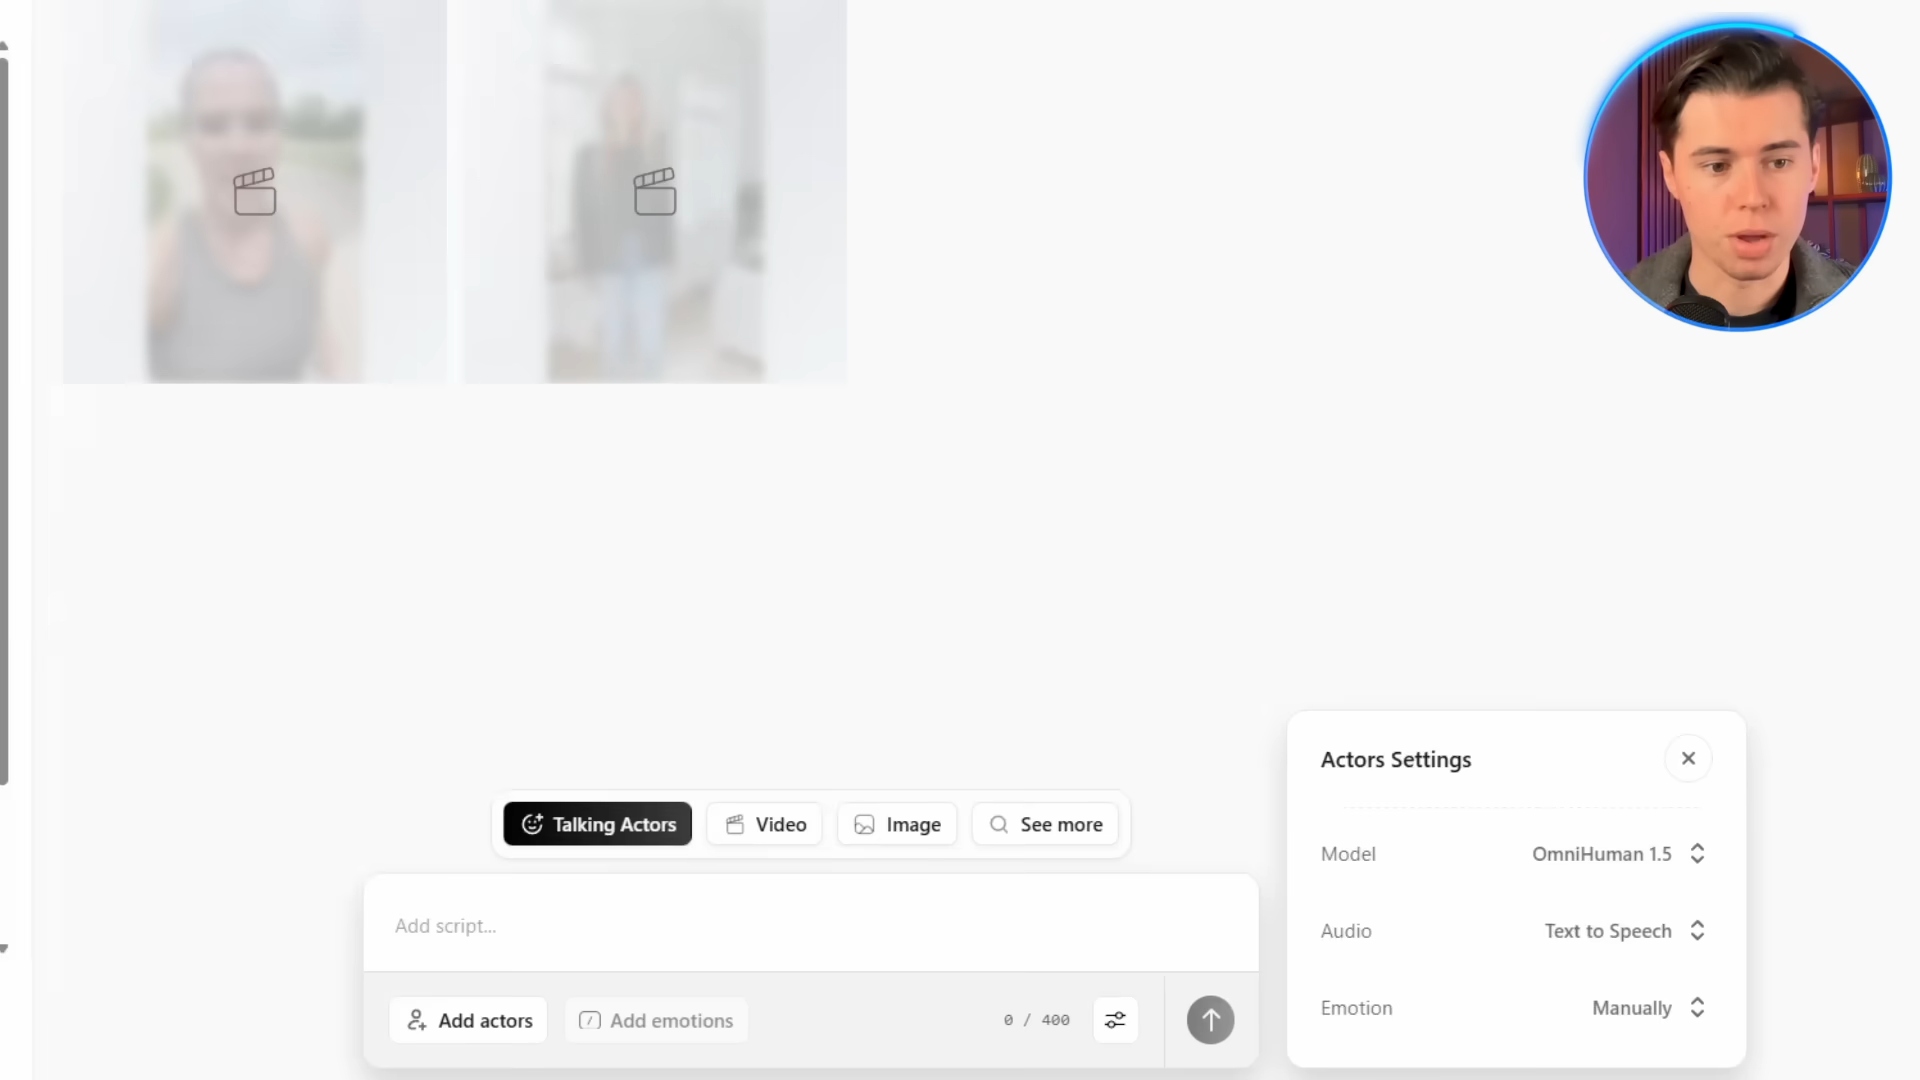 Actors Settings
Talking Actors
Video
Image
See more
Model
OmniHuman 1.5
Add script...
Audio
Text to Speech
Add actors
Add emotions
0 / 400
Emotion
Manually